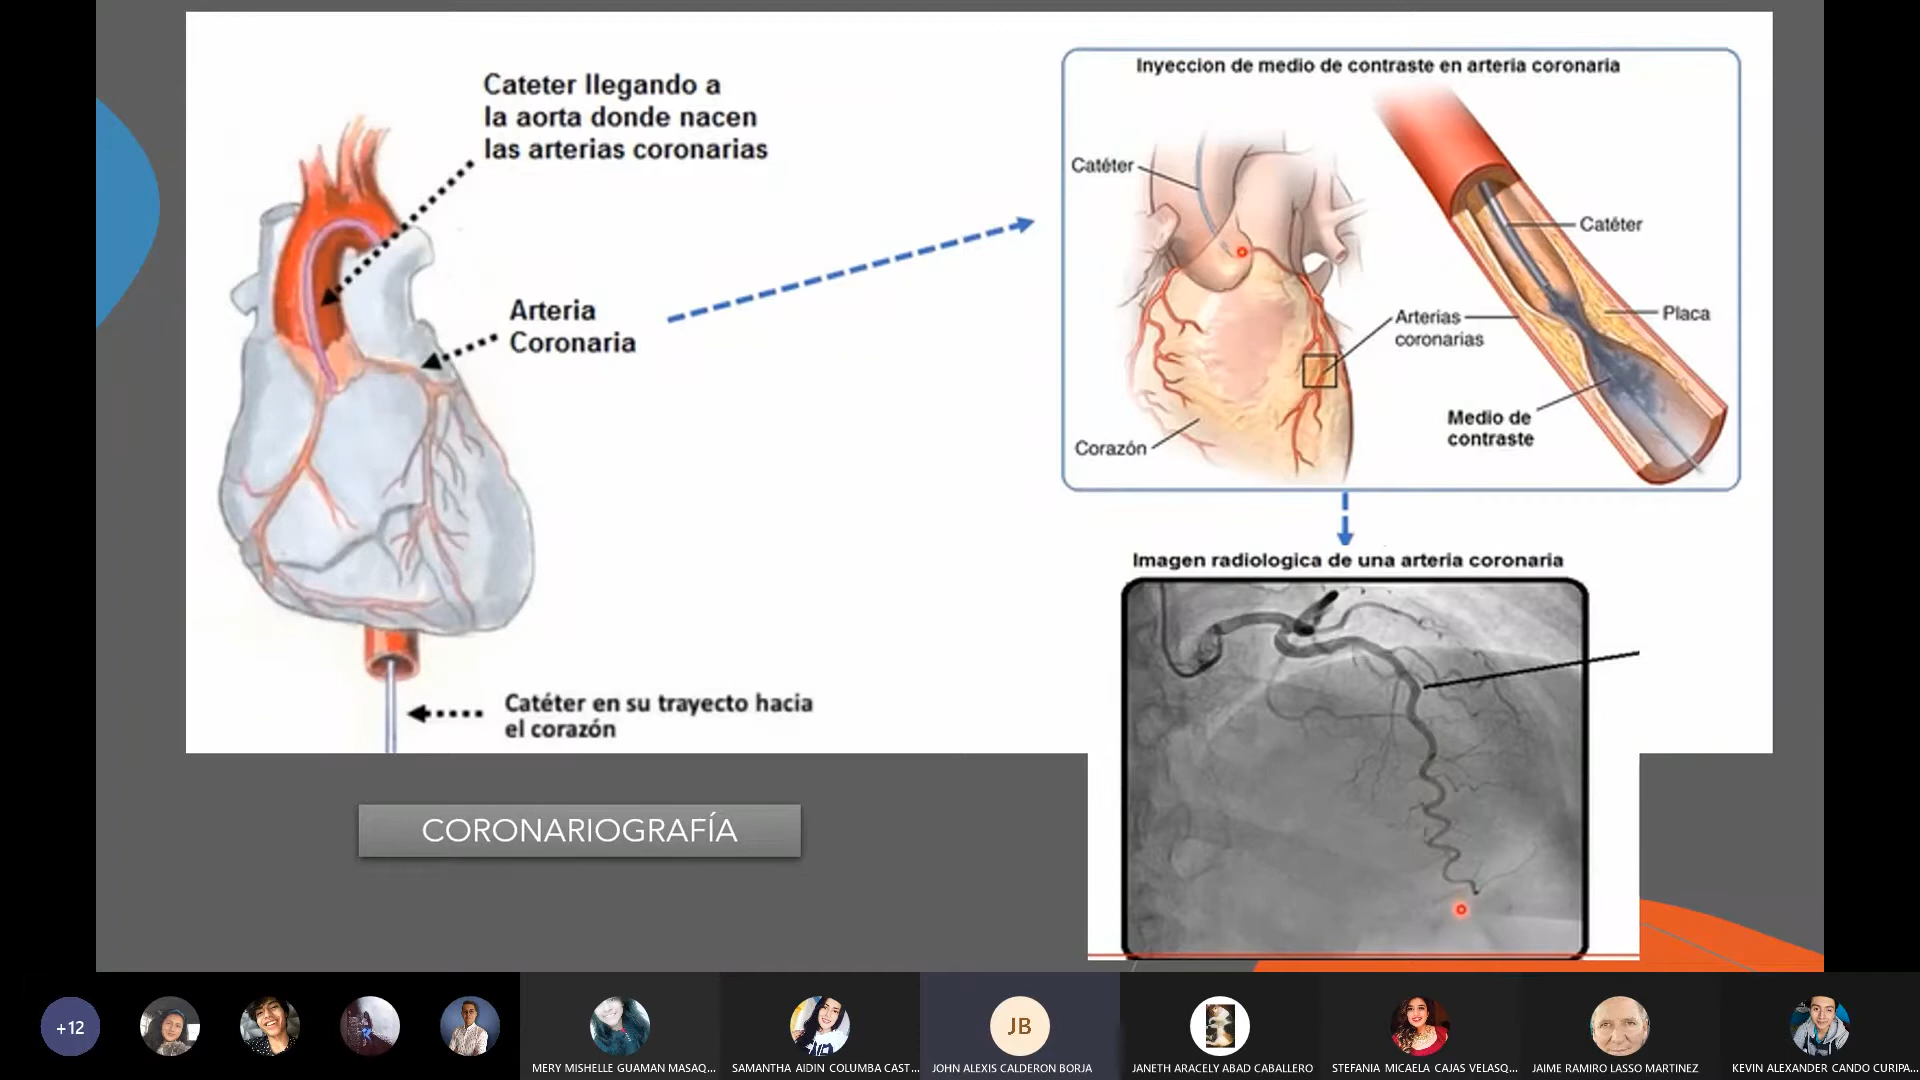 Cateter llegando a
la aorta donde nacen
las arterias coronarias
Arteria
Coronaria
Catéter en su trayecto hacia
el corazón
Inyeccion de medio de contraste en arteria coronaria
Catéter
Catéter
Arterias
coronarias
Placa
Medio de
contraste
Corazón
Imagen radiologica de una arteria coronaria
CORONARIOGRAFÍA
+12
JB
MERY MISHELLE GUAMAN MASAQ...
SAMANTHA AIDIN COLUMBA CAST...
JOHN ALEXIS CALDERON BORJA
JANETH ARACELY ABAD CABALLERO
STEFANIA MICAELA CAJAS VELASQ...
JAIME RAMIRO LASSO MARTINEZ
KEVIN ALEXANDER CANDO CURIPA...